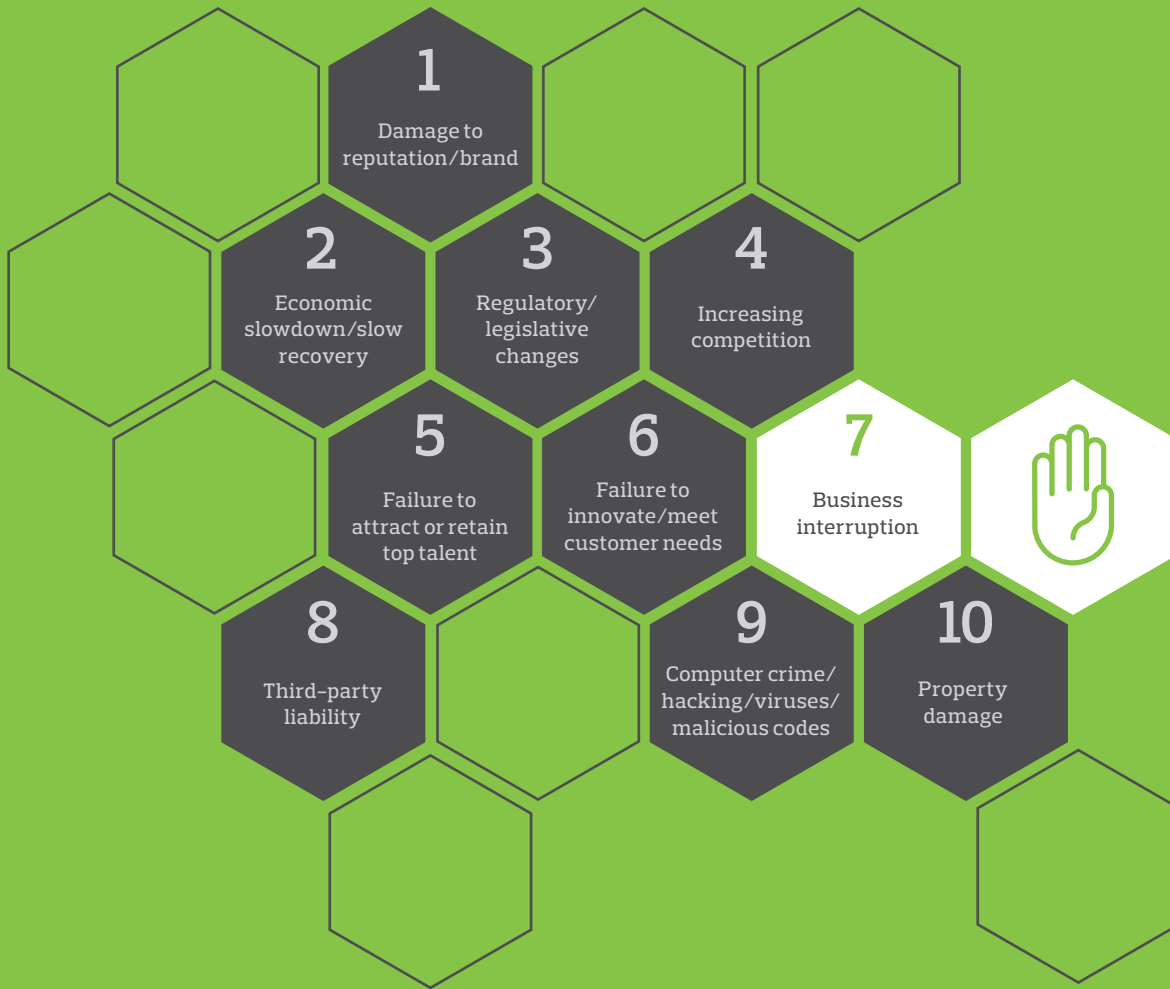 1
Damage to
reputation/brand
2
Economic
slowdown/slow
recovery
3
Regulatory/
legislative
changes
4
Increasing
competition
5
Failure to
attract or retain
top talent
6
Failure to
innovate/meet
customer needs
7
Business
interruption
8
Third-party
liability
9
Computer crime/
hacking/viruses/
malicious codes
10
Property
damage